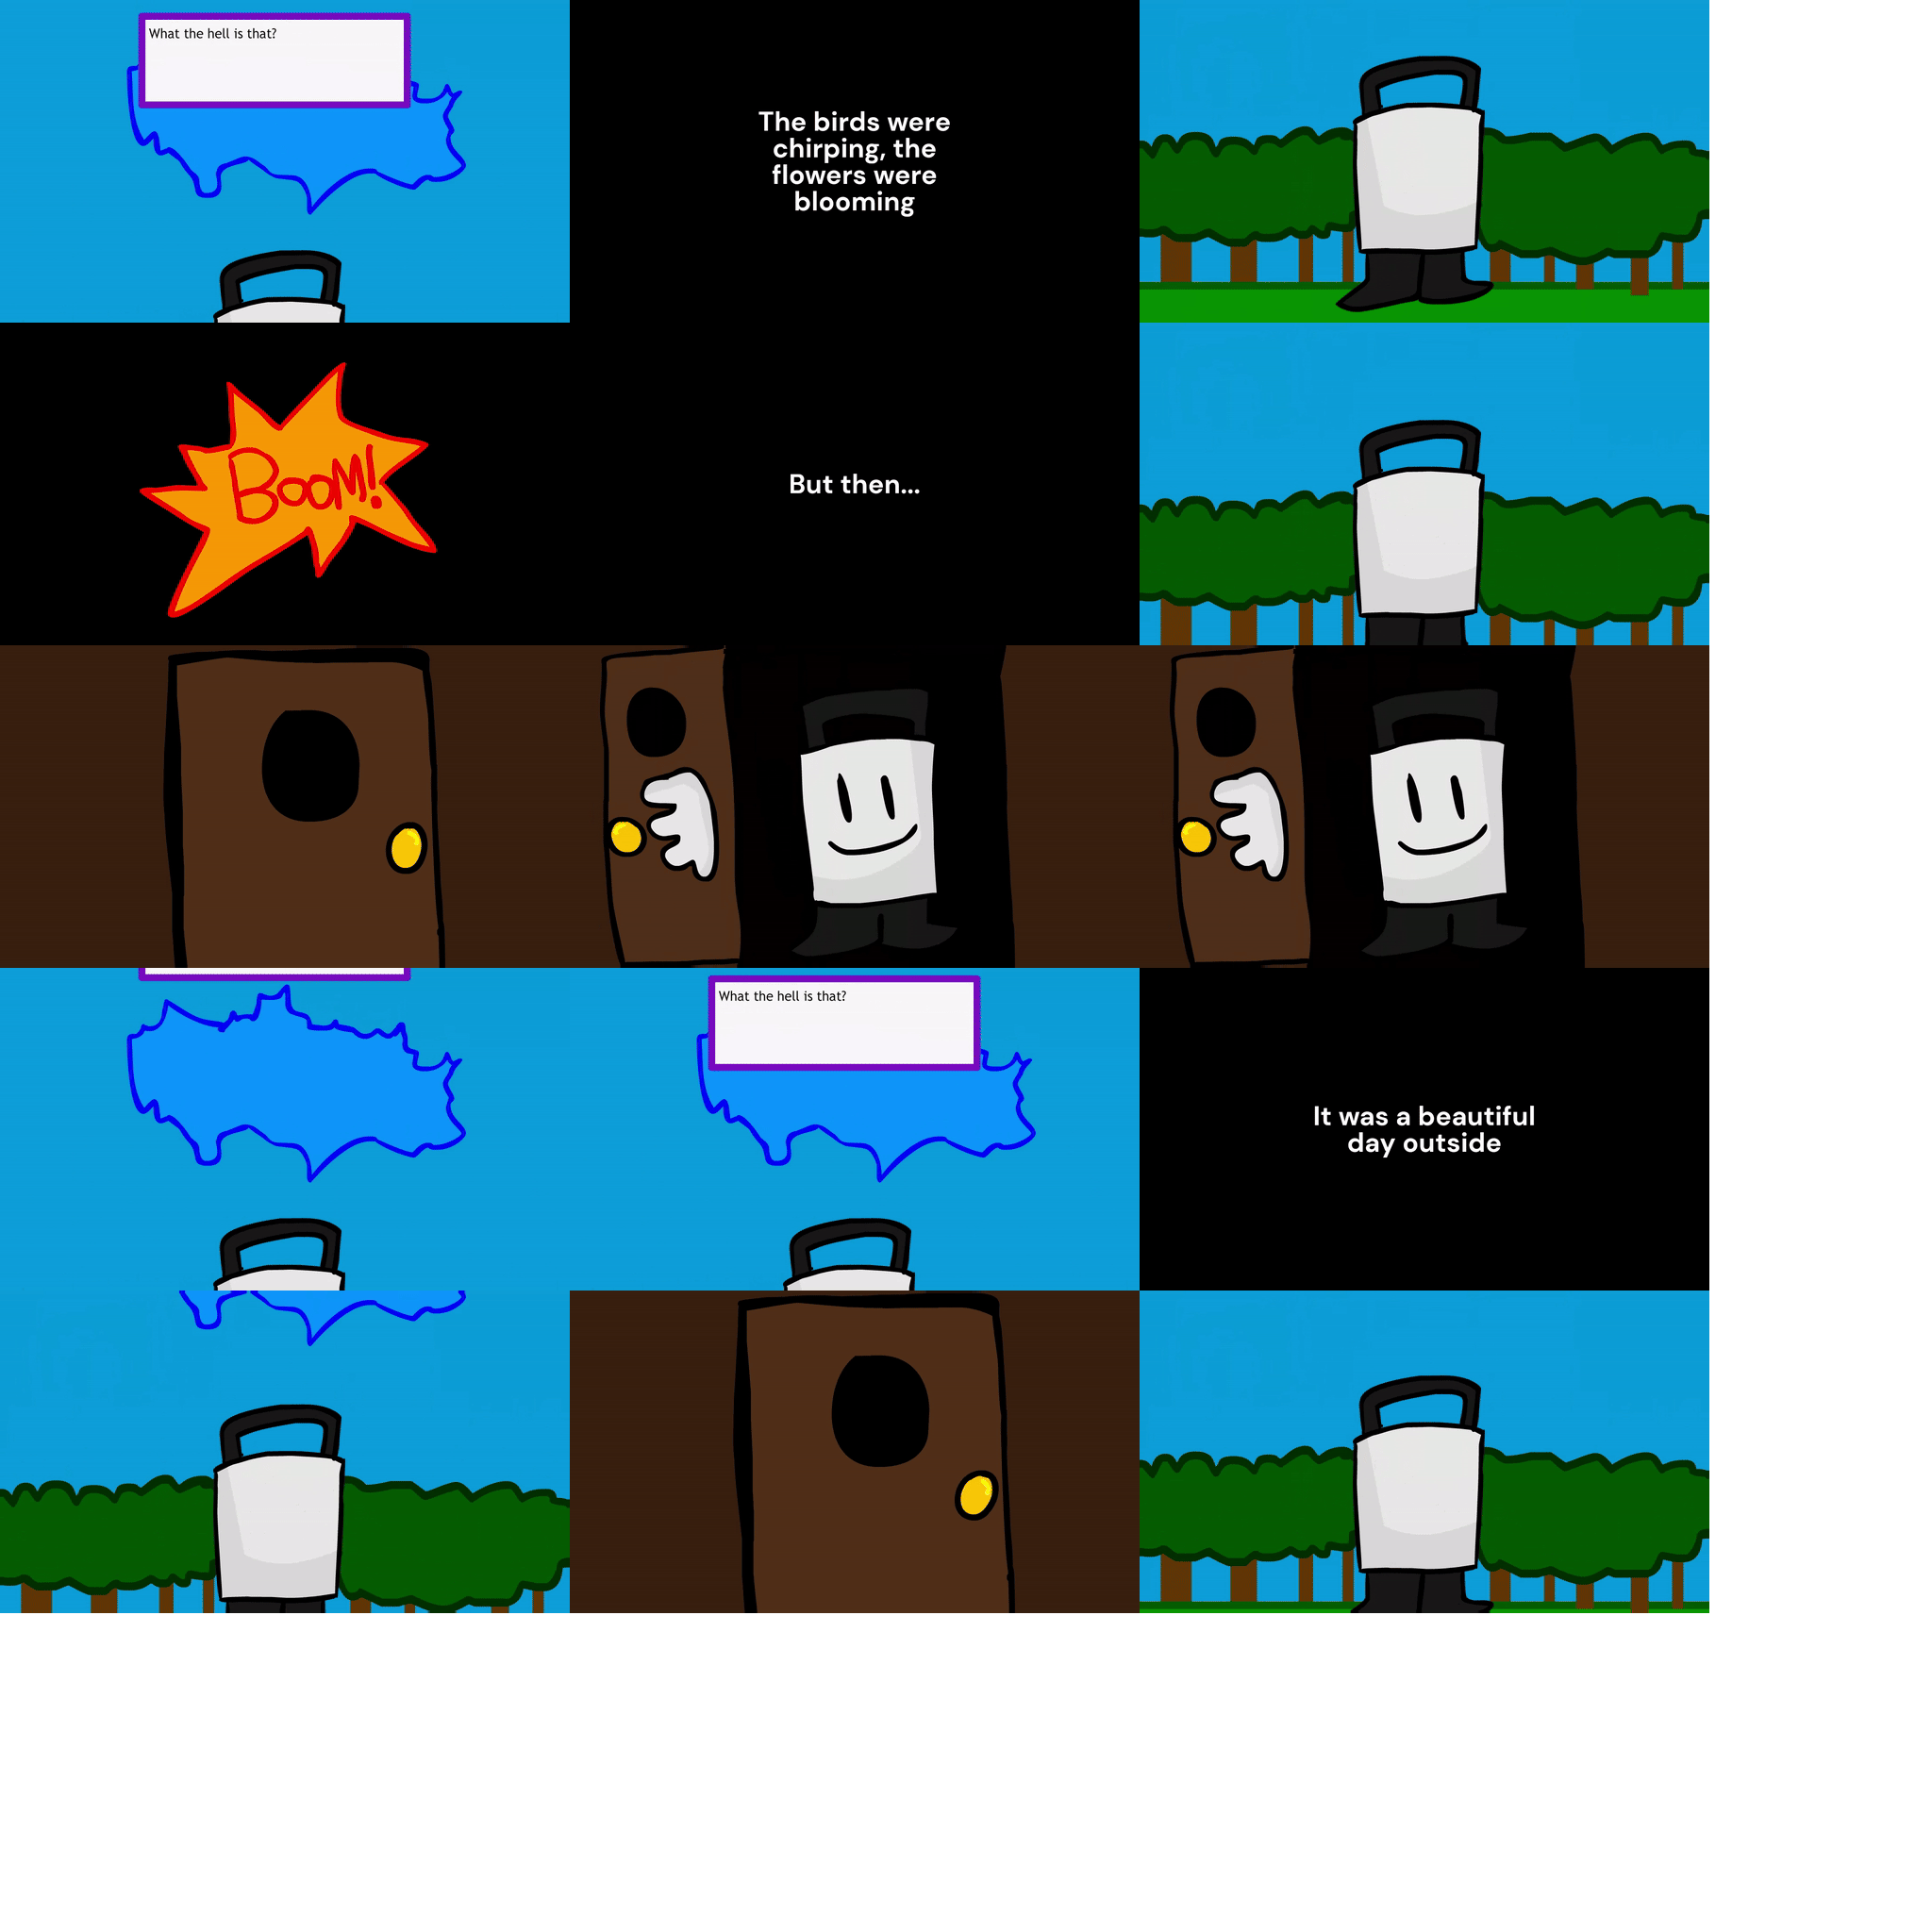 What the hell is that?
The birds were
chirping, the
flowers were
blooming
BOOM!
But then...
What the hell is that?
It was a beautiful
day outside